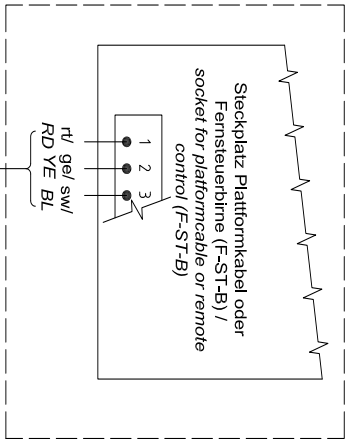 Steckplatz Plattformkabel oder
Fernsteuerbirne (F-ST-B) /
socket for platformcable or remote
control (F-ST-B)
1 2 3
rt/ ge/ sw/
RD YE BL